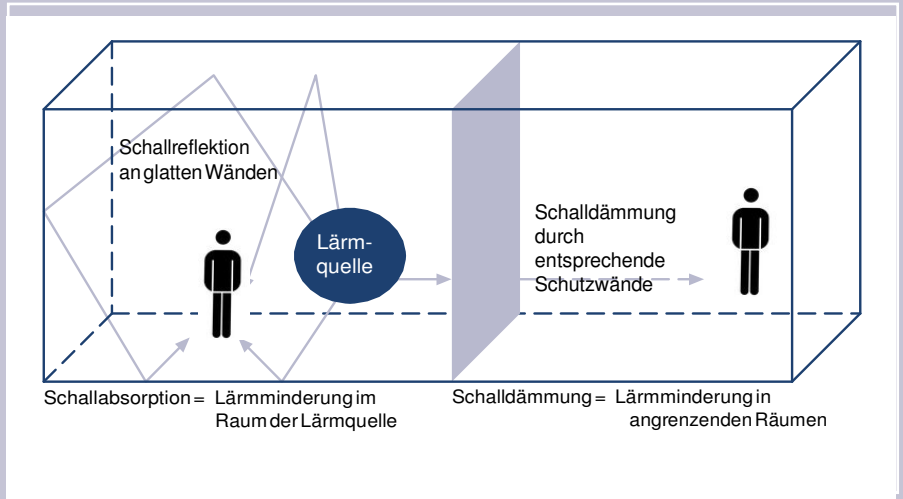 Schallreflektion
an glatten Wänden
Lärm-
quelle
Schalldämmung
durch
entsprechende
Schutzwände
Schallabsorption = Lärmminderung im
Raum der Lärmquelle
Schalldämmung = Lärmminderung in
angrenzenden Räumen